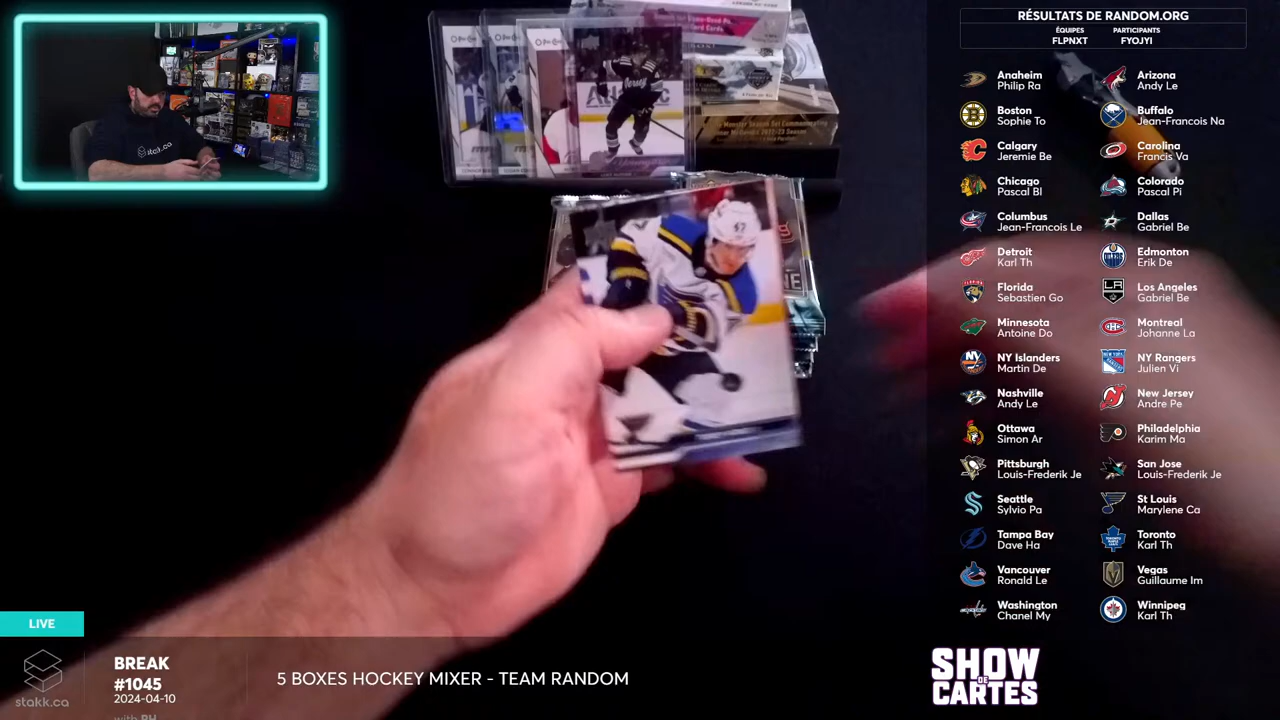 RÉSULTATS DE RANDOM.ORG
ÉQUIPES
FLPNXT
PARTICIPANTS
FYOJYI
Anaheim
Philip Ra
Arizona
Andy Le
Boston
Sophie To
Buffalo
Jean-Francois Na
Calgary
Jeremie Be
Carolina
Francis Va
Chicago
Pascal Bl
Colorado
Pascal Pi
Columbus
Jean-Francois Le
Dallas
Gabriel Be
Detroit
Karl Th
Edmonton
Erik De
Florida
Sebastien Go
Los Angeles
Gabriel Be
Minnesota
Antoine Do
Montreal
Johanne La
NY Islanders
Martin De
NY Rangers
Julien Vi
Nashville
Andy Le
New Jersey
Andre Pe
Ottawa
Simon Ar
Philadelphia
Karim Ma
Pittsburgh
Louis-Frederik Je
San Jose
Louis-Frederik Je
Seattle
Sylvio Pa
St Louis
Marylene Ca
Tampa Bay
Dave Ha
Toronto
Karl Th
Vancouver
Ronald Le
Vegas
Guillaume Im
Washington
Chanel My
Winnipeg
Karl Th
LIVE
stakk.ca
BREAK
#1045
2024-04-10
with PH
5 BOXES HOCKEY MIXER - TEAM RANDOM
SHOW
DE
CARTES
stak.ca
Jersey